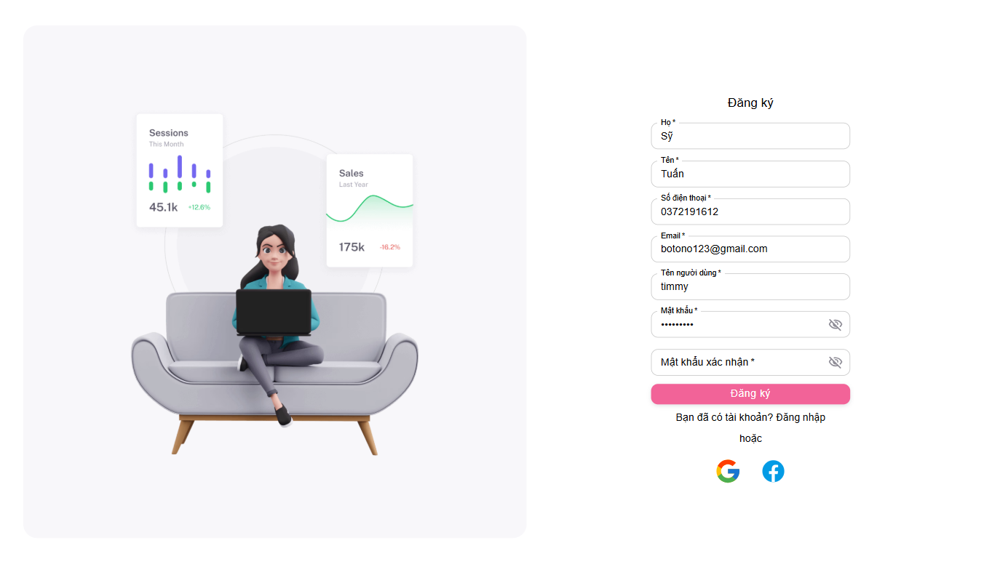 Sessions
This Month
45.1k +12.6%
Sales
Last Year
175k -16.2%
Đăng ký
Họ *
Sỹ
Tên *
Tuấn
Số điện thoại *
0372191612
Email *
botono123@gmail.com
Tên người dùng *
timmy
Mật khẩu *
•••••••••
Mật khẩu xác nhận *
Đăng ký
Bạn đã có tài khoản? Đăng nhập
hoặc